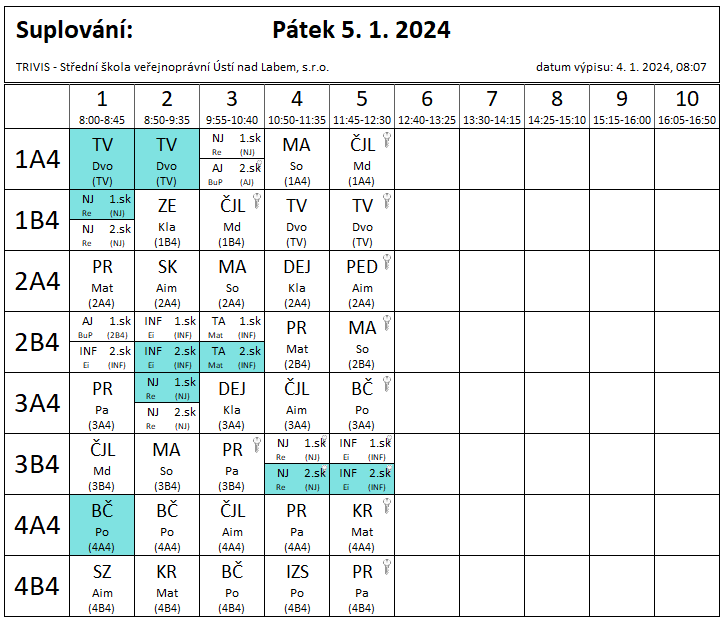 Suplování: Pátek 5. 1. 2024
TRIVIS - Střední škola veřejnoprávní Ústí nad Labem, s.r.o. datum výpisu: 4. 1. 2024, 08:07
1 2 3 4 5 6 7 8 9 10
8:00-8:45 8:50-9:35 9:55-10:40 10:50-11:35 11:45-12:30 12:40-13:25 13:30-14:15 14:25-15:10 15:15-16:00 16:05-16:50
1A4
TV Dvo (TV)
TV Dvo (TV)
NJ 1.sk Re (NJ)
AJ 2.sk BuP (AJ)
MA So (1A4)
ČJL Md (1A4)
1B4
NJ 1.sk Re (NJ)
NJ 2.sk Re (NJ)
ZE Kla (1B4)
ČJL Md (1B4)
TV Dvo (TV)
TV Dvo (TV)
2A4
PR Mat (2A4)
SK Aim (2A4)
MA So (2A4)
DEJ Kla (2A4)
PED Aim (2A4)
2B4
AJ 1.sk BuP (2B4)
INF 2.sk Ei (INF)
INF 1.sk Ei (INF)
INF 2.sk Ei (INF)
TA 1.sk Mat (INF)
TA 2.sk Mat (INF)
PR Mat (2B4)
MA So (2B4)
3A4
PR Pa (3A4)
NJ 1.sk Re (NJ)
NJ 2.sk Re (NJ)
DEJ Kla (3A4)
ČJL Aim (3A4)
BČ Po (3A4)
3B4
ČJL Md (3B4)
MA So (3B4)
PR Pa (3B4)
NJ 1.sk Re (NJ)
NJ 2.sk Re (NJ)
INF 1.sk Ei (INF)
INF 2.sk Ei (INF)
4A4
BČ Po (4A4)
BČ Po (4A4)
ČJL Aim (4A4)
PR Pa (4A4)
KR Mat (4A4)
4B4
SZ Aim (4B4)
KR Mat (4B4)
BČ Po (4B4)
IZS Po (4B4)
PR Pa (4B4)